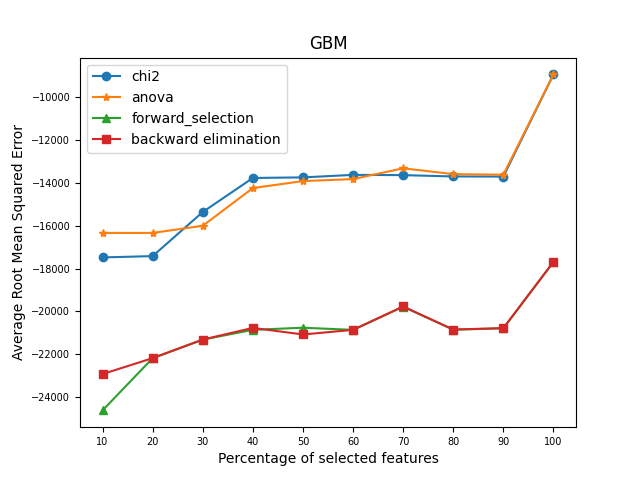 GBM
chi2
anova
forward_selection
backward elimination
Average Root Mean Squared Error
−10000
−12000
−14000
−16000
−18000
−20000
−22000
−24000
10 20 30 40 50 60 70 80 90 100
Percentage of selected features